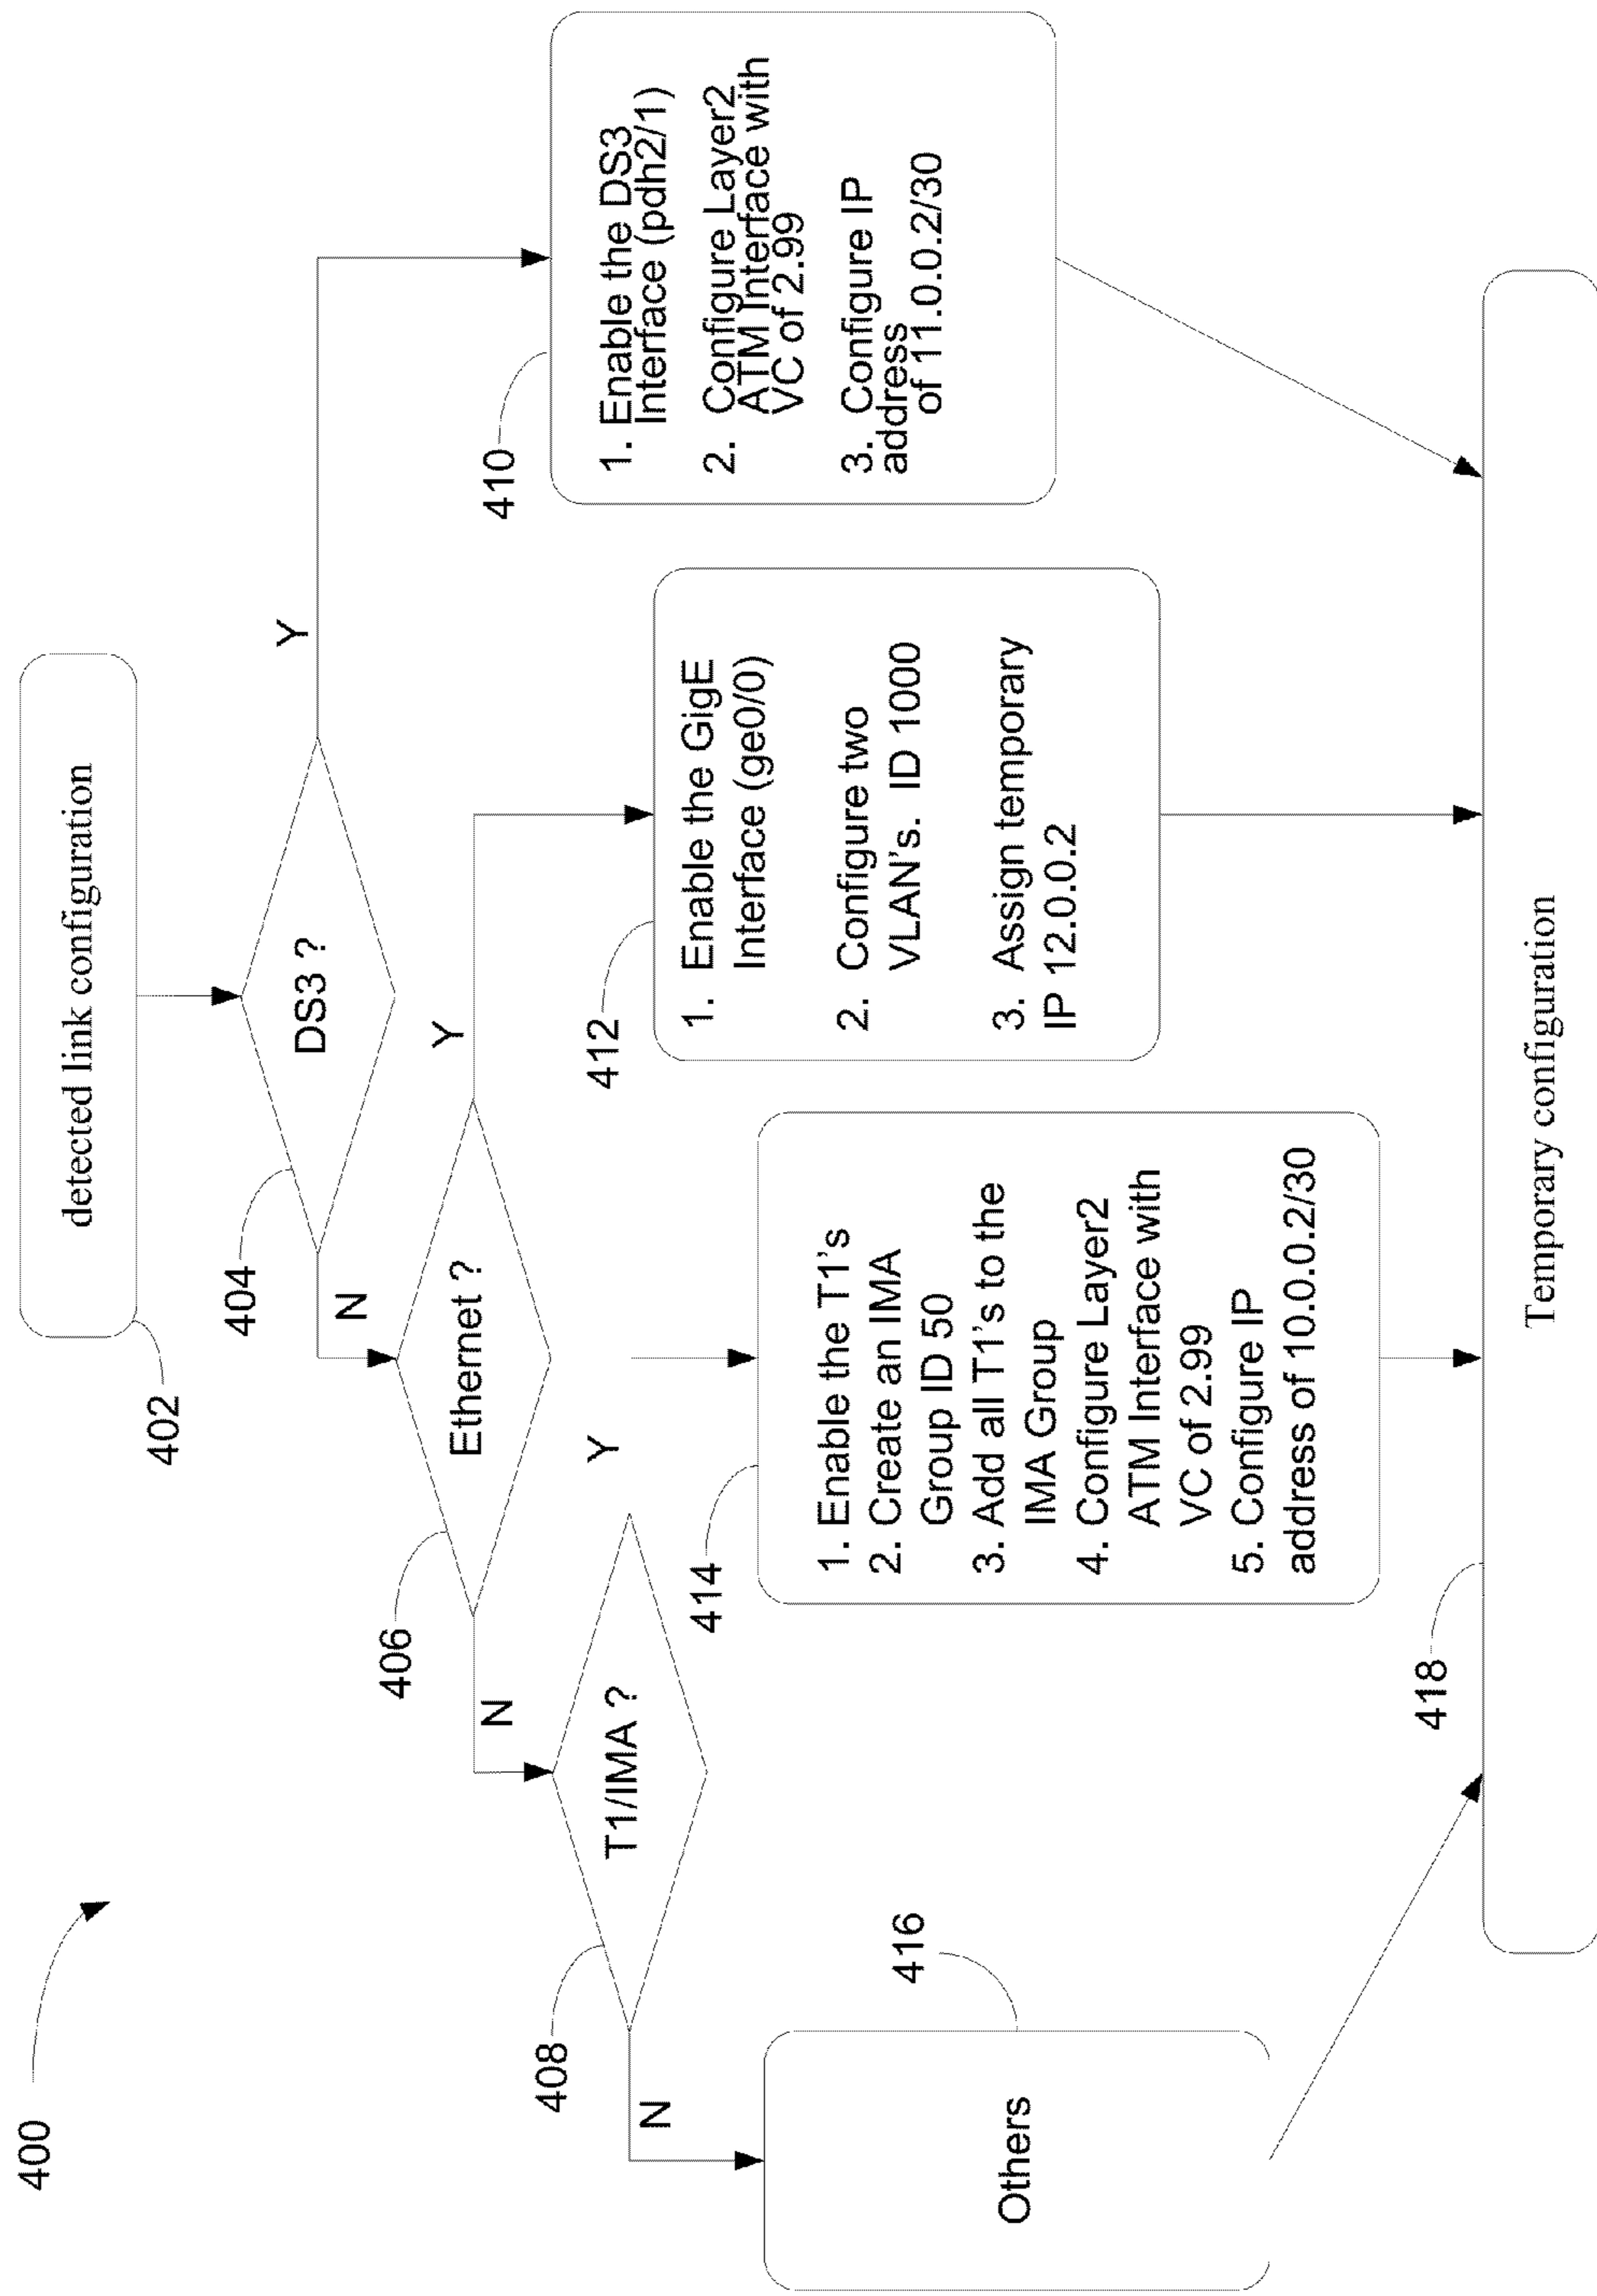 400
402
detected link configuration
404
DS3 ?
Y
N
406
Ethernet ?
Y
N
408
T1/IMA ?
Y
N
410
1. Enable the DS3
Interface (pdh2/1)
2. Configure Layer2
ATM Interface with
VC of 2.99
3. Configure IP
address
of 11.0.0.2/30
412
1. Enable the GigE
Interface (ge0/0)
2. Configure two
VLAN's. ID 1000
3. Assign temporary
IP 12.0.0.2
414
1. Enable the T1's
2. Create an IMA
Group ID 50
3. Add all T1's to the
IMA Group
4. Configure Layer2
ATM Interface with
VC of 2.99
5. Configure IP
address of 10.0.0.2/30
416
Others
418
Temporary configuration